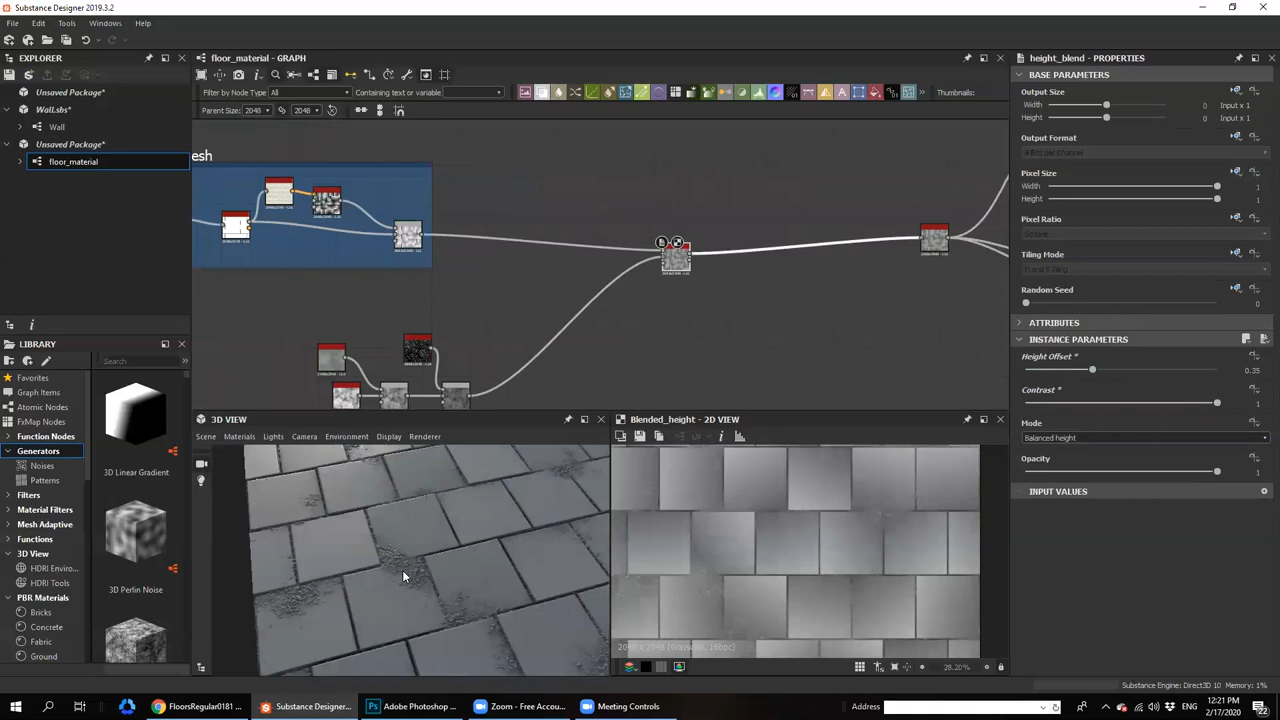 Substance Designer 2019.3.2
File Edit Tools Windows Help
EXPLORER
Unsaved Package*
Wall.sbs*
Wall
Unsaved Package*
floor_material
floor_material - GRAPH
Filter by Node Type All
Containing text or variable
Thumbnails:
Parent Size: 2048 2048
esh
height_blend - PROPERTIES
BASE PARAMETERS
Output Size
Width 0 Input x 1
Height 0 Input x 1
Output Format
Pixel Size
Width 1
Height 1
Pixel Ratio
Tiling Mode
Random Seed
0
ATTRIBUTES
INSTANCE PARAMETERS
Height Offset *
0.35
Contrast *
1
Mode
Balanced height
Opacity
1
INPUT VALUES
LIBRARY
Search
Favorites
Graph Items
Atomic Nodes
FxMap Nodes
Function Nodes
Generators
Noises
Patterns
Filters
Material Filters
Mesh Adaptive
Functions
3D View
HDRI Enviro...
HDRI Tools
PBR Materials
Bricks
Concrete
Fabric
Ground
3D Linear Gradient
3D Perlin Noise
3D VIEW
Scene Materials Lights Camera Environment Display Renderer
Blended_height - 2D VIEW
UV
2048 x 2048 (Grayscale, 16bpc)
28.20%
Substance Engine: Direct3D 10 Memory: 1%
FloorsRegular0181 ...
Substance Designer...
Adobe Photoshop ...
Zoom - Free Accou...
Meeting Controls
Address
12:21 PM
2/17/2020
22